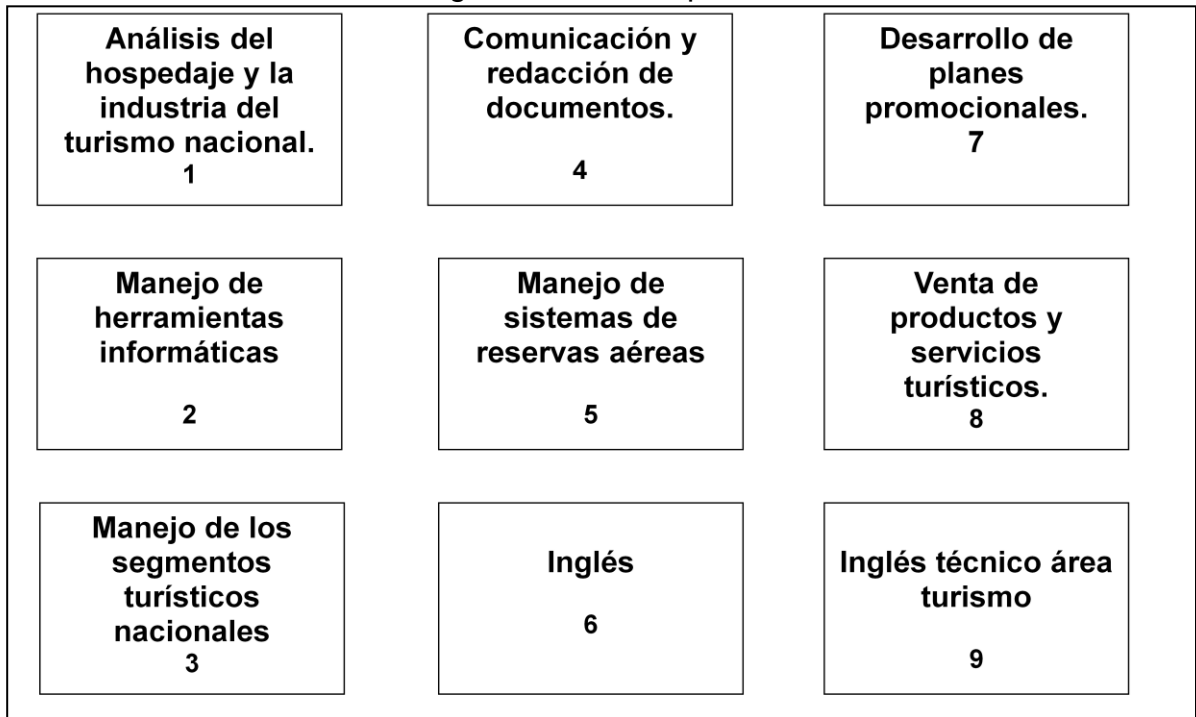 Análisis del
hospedaje y la
industria del
turismo nacional.
1
Comunicación y
redacción de
documentos.
4
Desarrollo de
planes
promocionales.
7
Manejo de
herramientas
informáticas
2
Manejo de
sistemas de
reservas aéreas
5
Venta de
productos y
servicios
turísticos.
8
Manejo de los
segmentos
turísticos
nacionales
3
Inglés
6
Inglés técnico área
turismo
9